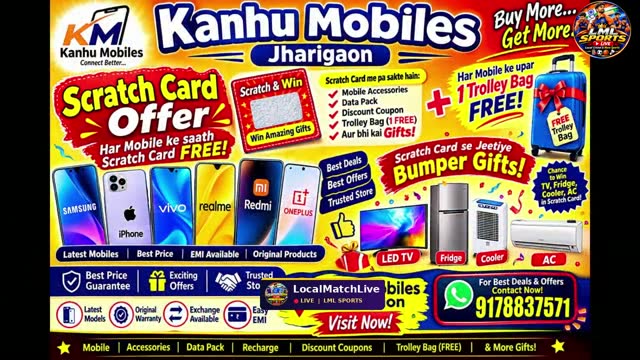 KM
Kanhu Mobiles
Connect Better...
Kanhu Mobiles
Jharigaon
Buy More...
Get More!
LML
SPORTS
LIVE
Scratch Card
Offer
Har Mobile ke saath
Scratch Card FREE!
Scratch & Win
Win Amazing Gifts
Scratch Card me pa sakte hain:
Mobile Accessories
Data Pack
Discount Coupon
Trolley Bag (1 FREE)
Aur bhi kai Gifts!
+
Har Mobile ke upar
1 Trolley Bag
FREE!
FREE
Trolley
Bag
SAMSUNG
iPhone
vivo
realme
mi
Redmi
ONEPLUS
Best Deals
Best Offers
Trusted Store
Scratch Card se Jeetiye
Bumper Gifts!
Chance
to Win
TV, Fridge,
Cooler, AC
in Scratch Card!
LED TV
Fridge
Cooler
AC
Latest Mobiles | Best Price | EMI Available | Original Products
Best Price
Guarantee
Exciting
Offers
Trusted
Sto
Latest
Models
Original
Warranty
Exchange
Available
Easy
EMI
LocalMatchLive
LIVE | LML SPORTS
biles
on
Visit Now!
For Best Deals & Offers
Contact Now!
9178837571
Mobile | Accessories | Data Pack | Recharge | Discount Coupons | Trolley Bag (FREE) | & More Gifts!